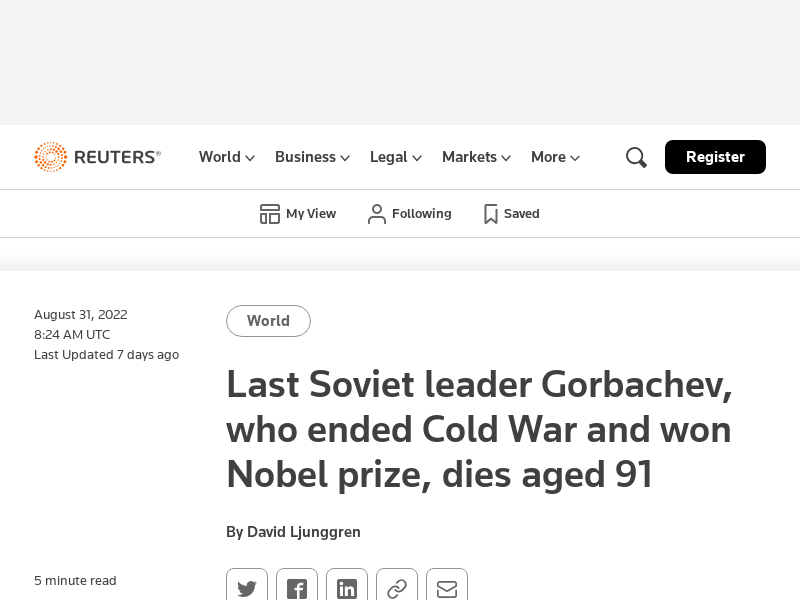 REUTERS®
World
Business
Legal
Markets
More
Register
My View
Following
Saved
August 31, 2022
8:24 AM UTC
Last Updated 7 days ago
World
Last Soviet leader Gorbachev,
who ended Cold War and won
Nobel prize, dies aged 91
By David Ljunggren
5 minute read